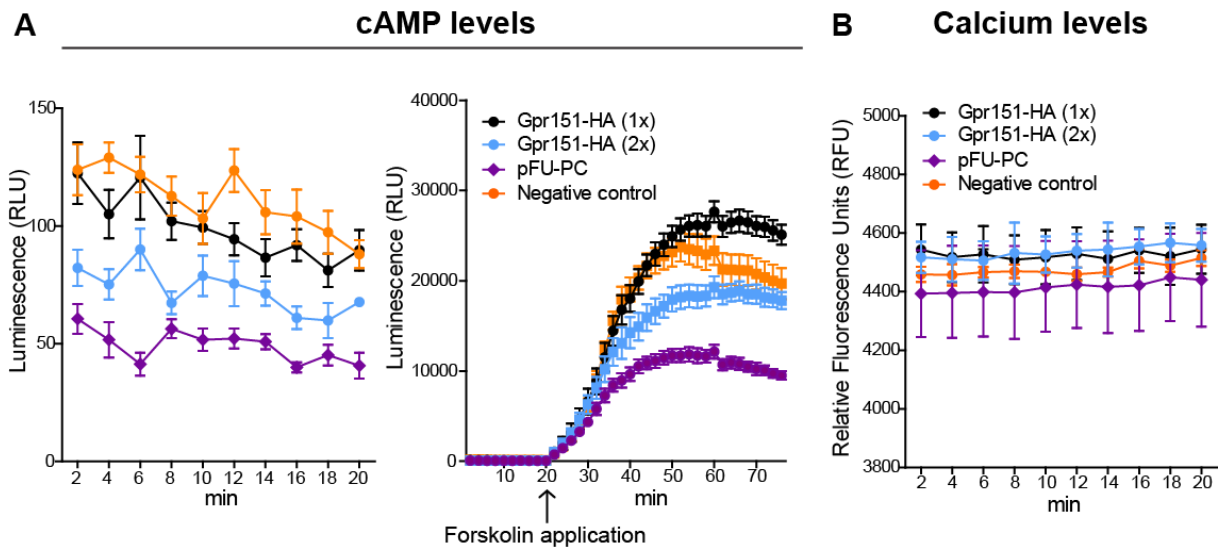 A
cAMP levels
Luminescence (RLU)
150
100
50
0
2 4 6 8 10 12 14 16 18 20
min
Luminescence (RLU)
40000
30000
20000
10000
0
Gpr151-HA (1x)
Gpr151-HA (2x)
pFU-PC
Negative control
10 20 30 40 50 60 70
min
Forskolin application
B
Calcium levels
Relative Fluorescence Units (RFU)
5000
4800
4600
4400
4200
4000
3800
Gpr151-HA (1x)
Gpr151-HA (2x)
pFU-PC
Negative control
2 4 6 8 10 12 14 16 18 20
min